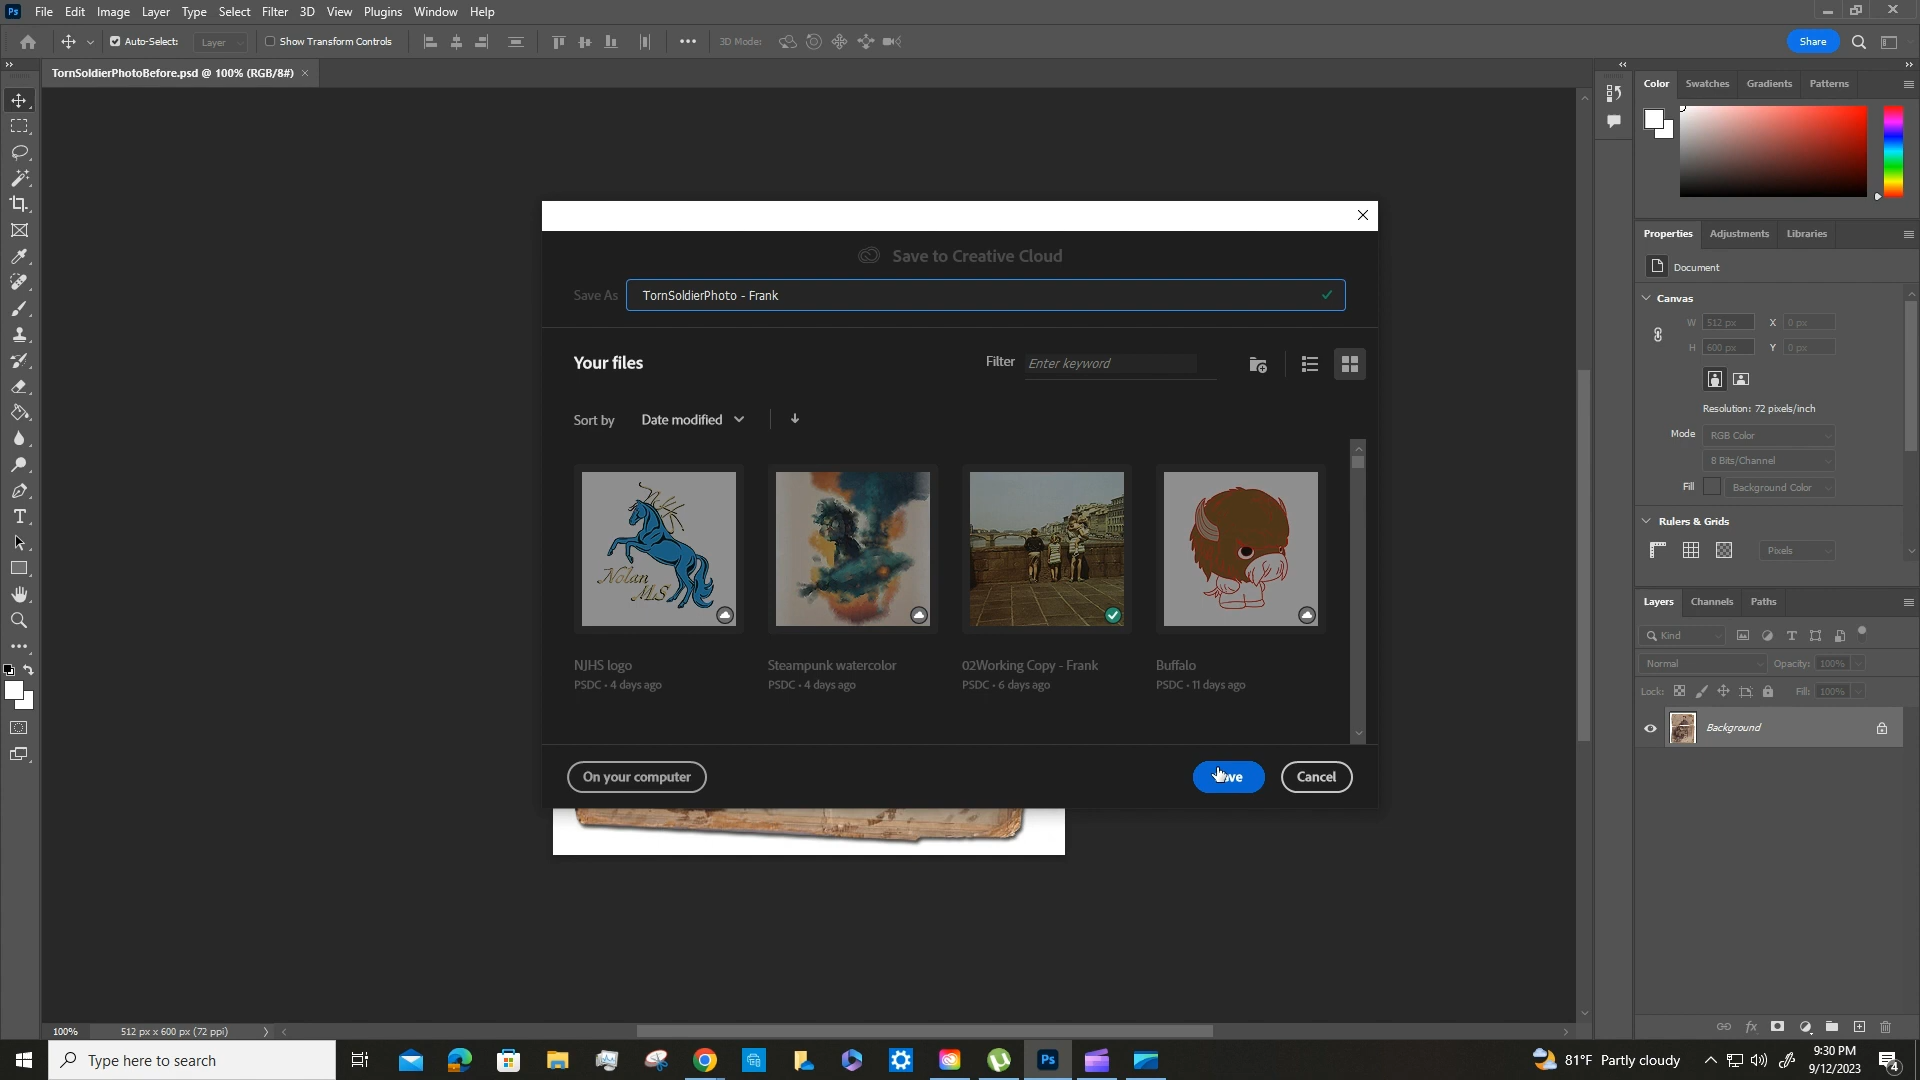 Ps File Edit Image Layer Type Select Filter 3D View Plugins Window Help
Auto-Select: Layer Show Transform Controls 3D Mode: Share
TornSoldierPhotoBefore.psd @ 100% (RGB/8#)
Color Swatches Gradients Patterns
Properties Adjustments Libraries
Document
Canvas
W 512 px X 0 px
H 600 px Y 0 px
Resolution: 72 pixels/inch
Mode RGB Color
8 Bits/Channel
Fill Background Color
Rulers & Grids
Pixels
Layers Channels Paths
Kind
Normal Opacity: 100%
Lock: Fill: 100%
Background
Save to Creative Cloud
Save As TornSoldierPhoto - Frank
Your files Filter Enter keyword
Sort by Date modified
Nolan
MS
NJHS logo
PSDC • 4 days ago
Steampunk watercolor
PSDC • 4 days ago
02Working Copy - Frank
PSDC • 6 days ago
Buffalo
PSDC • 11 days ago
On your computer Cancel
100% 512 px x 600 px (72 ppi)
Type here to search
Ps
81°F Partly cloudy
9:30 PM
9/12/2023
4